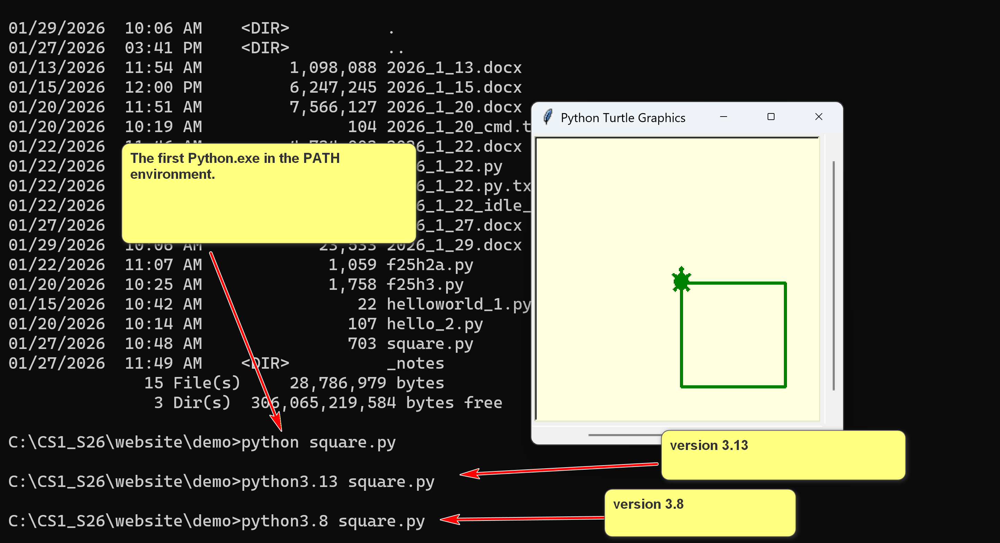 01/29/2026  10:06 AM    <DIR>          .
01/27/2026  03:41 PM    <DIR>          ..
01/13/2026  11:54 AM         1,098,088 2026_1_13.docx
01/15/2026  12:00 PM         6,247,245 2026_1_15.docx
01/20/2026  11:51 AM         7,566,127 2026_1_20.docx
01/20/2026  10:19 AM               104 2026_1_20_cmd.t
01/22/2026 6_1_22.docx
01/22/2026 6_1_22.py
01/22/2026 6_1_22.py.tx
01/22/2026 6_1_22_idle_
01/27/2026 6_1_27.docx
01/29/2026  10:06 AM            23,533 2026_1_29.docx
01/22/2026  11:07 AM             1,059 f25h2a.py
01/20/2026  10:25 AM             1,758 f25h3.py
01/15/2026  10:42 AM                22 helloworld_1.py
01/20/2026  10:14 AM               107 hello_2.py
01/27/2026  10:48 AM               703 square.py
01/27/2026  11:49 AM    <DIR>          _notes
15 File(s)     28,786,979 bytes
3 Dir(s)  306,065,219,584 bytes free
The first Python.exe in the PATH
environment.
Python Turtle Graphics
C:\CS1_S26\website\demo>python square.py
version 3.13
C:\CS1_S26\website\demo>python3.13 square.py
version 3.8
C:\CS1_S26\website\demo>python3.8 square.py